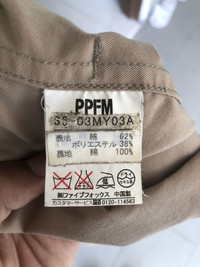 PPFM
SS-03MY03A
表地 綿 62%
ポリエステル 38%
裏地 綿 100%
㈱ファイブフォックス 中国製
カスタマーサービス 0120-114563